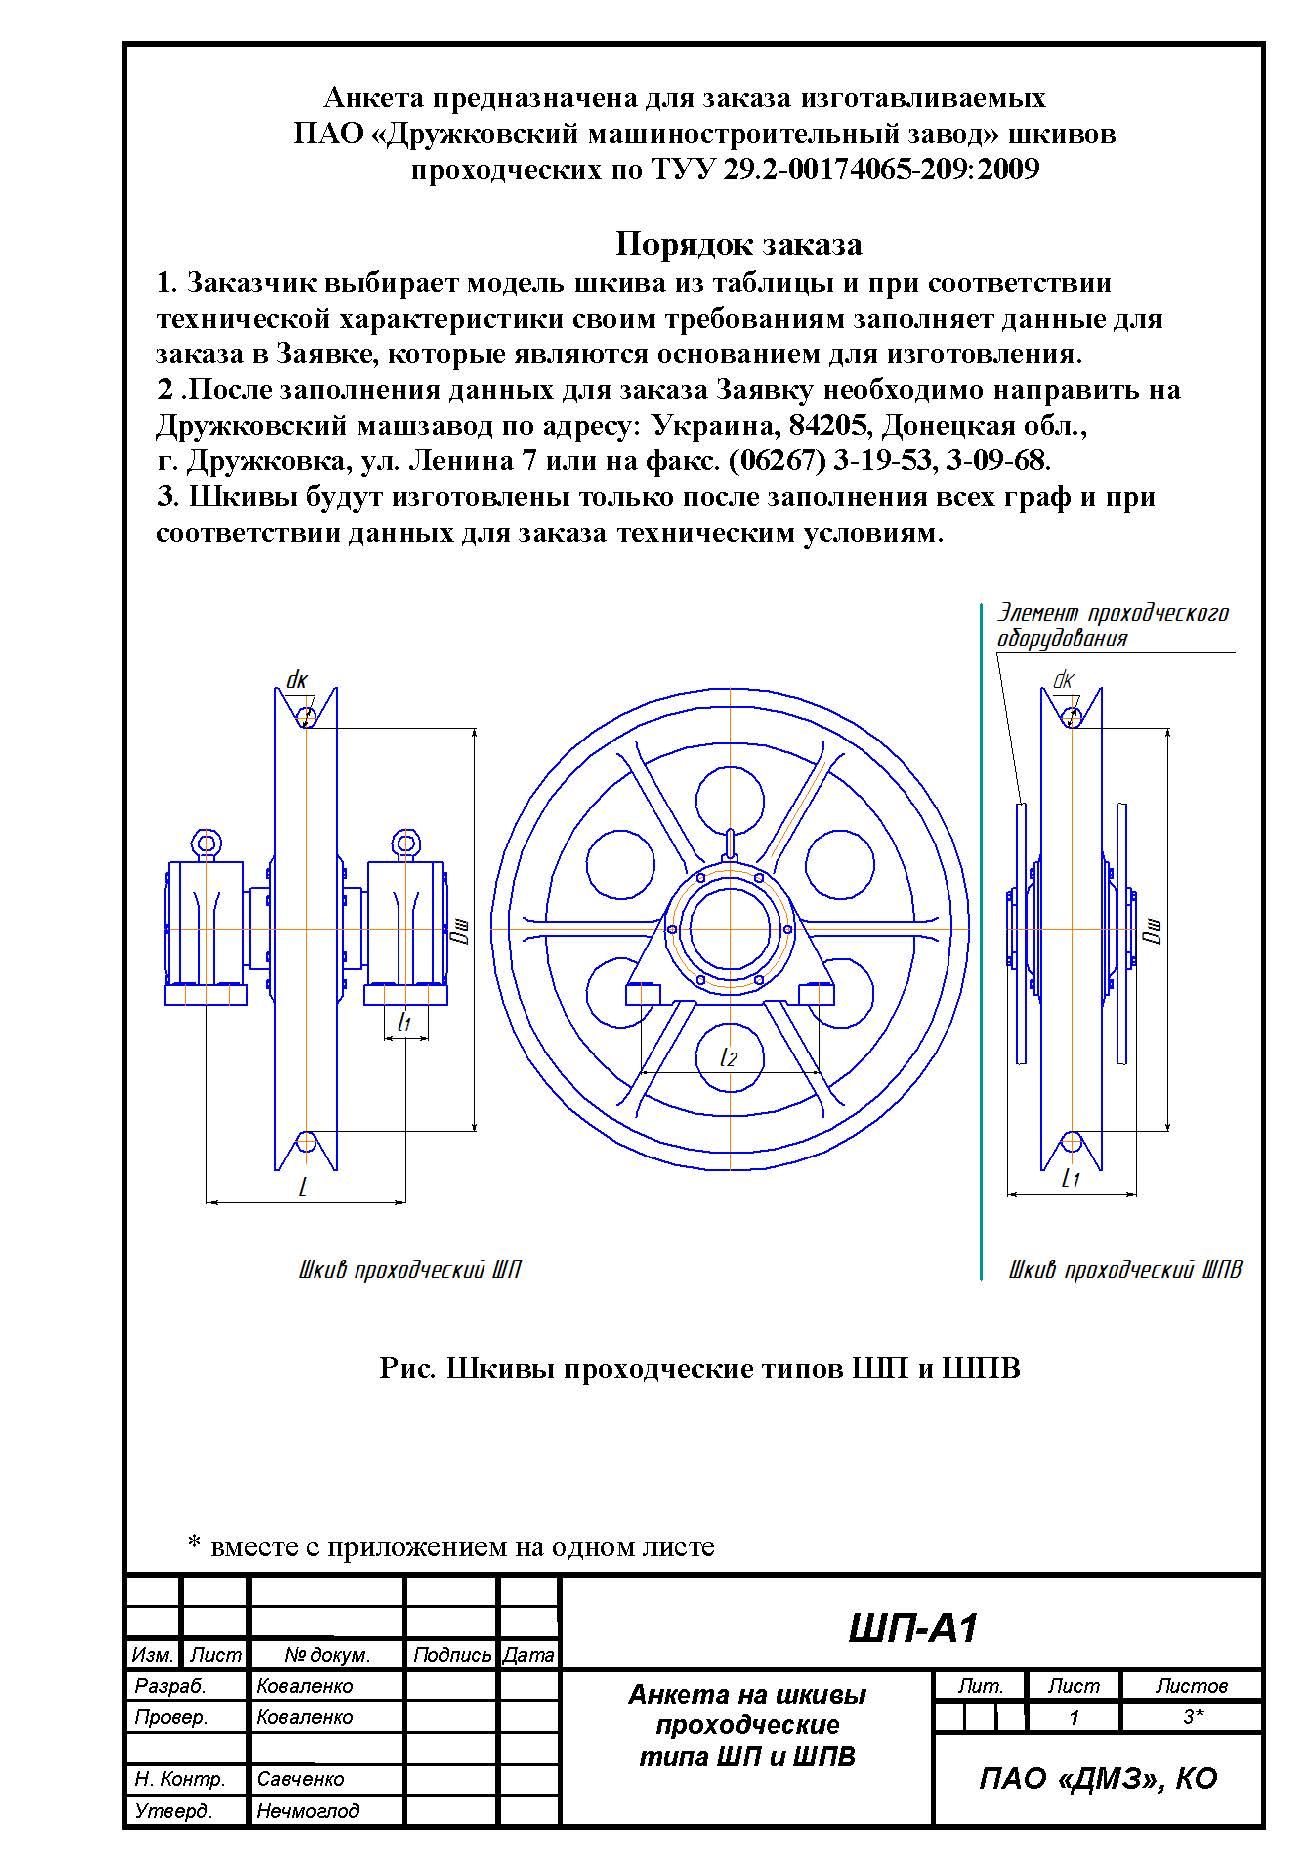 Анкета предназначена для заказа изготавливаемых
ПАО «Дружковский машиностроительный завод» шкивов
проходческих по ТУУ 29.2-00174065-209:2009
Порядок заказа
1. Заказчик выбирает модель шкива из таблицы и при соответствии
технической характеристики своим требованиям заполняет данные для
заказа в Заявке, которые являются основанием для изготовления.
2 .После заполнения данных для заказа Заявку необходимо направить на
Дружковский машзавод по адресу: Украина, 84205, Донецкая обл.,
г. Дружковка, ул. Ленина 7 или на факс. (06267) 3-19-53, 3-09-68.
3. Шкивы будут изготовлены только после заполнения всех граф и при
соответствии данных для заказа техническим условиям.
Элемент проходческого
оборудования
dк
dк
Dш
Dш
l1
l2
L
L1
Шкив проходческий ШП
Шкив проходческий ШПВ
Рис. Шкивы проходческие типов ШП и ШПВ
* вместе с приложением на одном листе
ШП-А1
Изм. Лист № докум. Подпись Дата
Разраб. Коваленко
Провер. Коваленко
Н. Контр. Савченко
Утверд. Нечмоглод
Анкета на шкивы
проходческие
типа ШП и ШПВ
Лит. Лист Листов
1 3*
ПАО «ДМЗ», КО